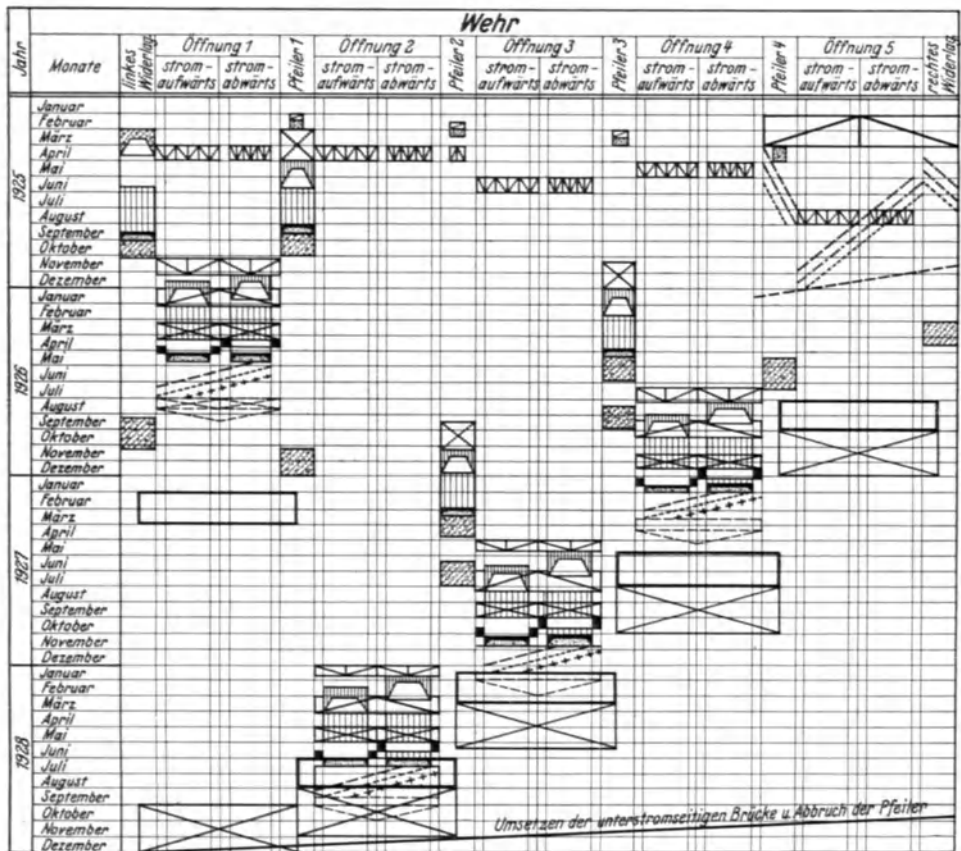 Wehr
Jahr
Monate
linkes Widerlag.
Öffnung 1
strom-aufwärts
strom-abwärts
Pfeiler 1
Öffnung 2
strom-aufwärts
strom-abwärts
Pfeiler 2
Öffnung 3
strom-aufwärts
strom-abwärts
Pfeiler 3
Öffnung 4
strom-aufwärts
strom-abwärts
Pfeiler 4
Öffnung 5
strom-aufwärts
strom-abwärts
rechtes Widerlag.
1925
Januar
Februar
März
April
Mai
Juni
Juli
August
September
Oktober
November
Dezember
1926
Januar
Februar
März
April
Mai
Juni
Juli
August
September
Oktober
November
Dezember
1927
Januar
Februar
März
April
Mai
Juni
Juli
August
September
Oktober
November
Dezember
1928
Januar
Februar
März
April
Mai
Juni
Juli
August
September
Oktober
November
Dezember
Umsetzen der unterstromseitigen Brücke u. Abbruch der Pfeiler